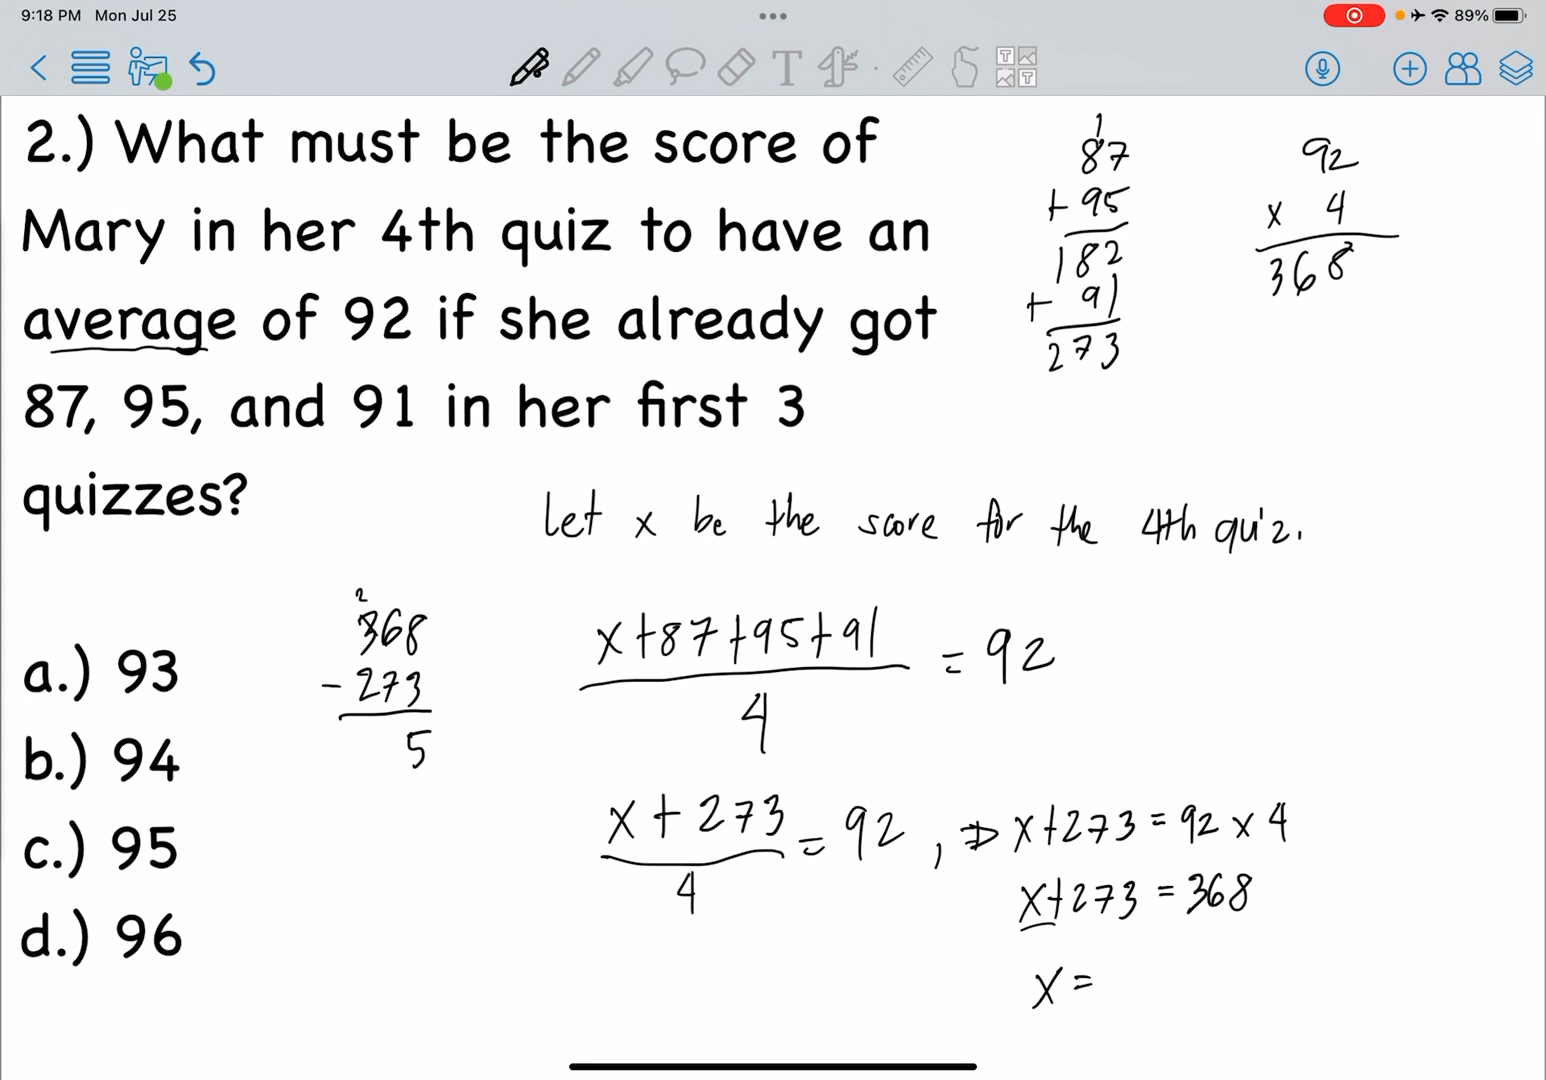 9:18 PM Mon Jul 25
89%
T
2.) What must be the score of
Mary in her 4th quiz to have an
average of 92 if she already got
87, 95, and 91 in her first 3
quizzes?
1
87
+ 95
182
+ 91
273
92
x 4
368
Let x be the score for the 4th quiz.
a.) 93
b.) 94
c.) 95
d.) 96
2
368
- 273
5
x+87+95+91
4
= 92
x + 273
4
= 92 , ⇒ x+273 = 92 x 4
x+273 = 368
x =